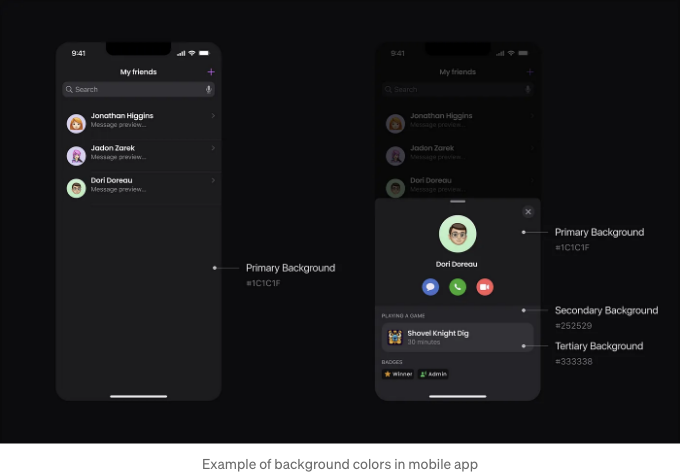 9:41
My friends
+
Search
Jonathan Higgins
Message preview...
Jadon Zarek
Message preview...
Dori Doreau
Message preview...
Primary Background
#1C1C1F
9:41
My friends
+
Search
Jonathan Higgins
Message preview...
Jadon Zarek
Message preview...
Dori Doreau
Message preview...
Dori Doreau
PLAYING A GAME
Shovel Knight Dig
30 minutes
BADGES
Winner
Admin
Primary Background
#1C1C1F
Secondary Background
#252529
Tertiary Background
#333338
Example of background colors in mobile app